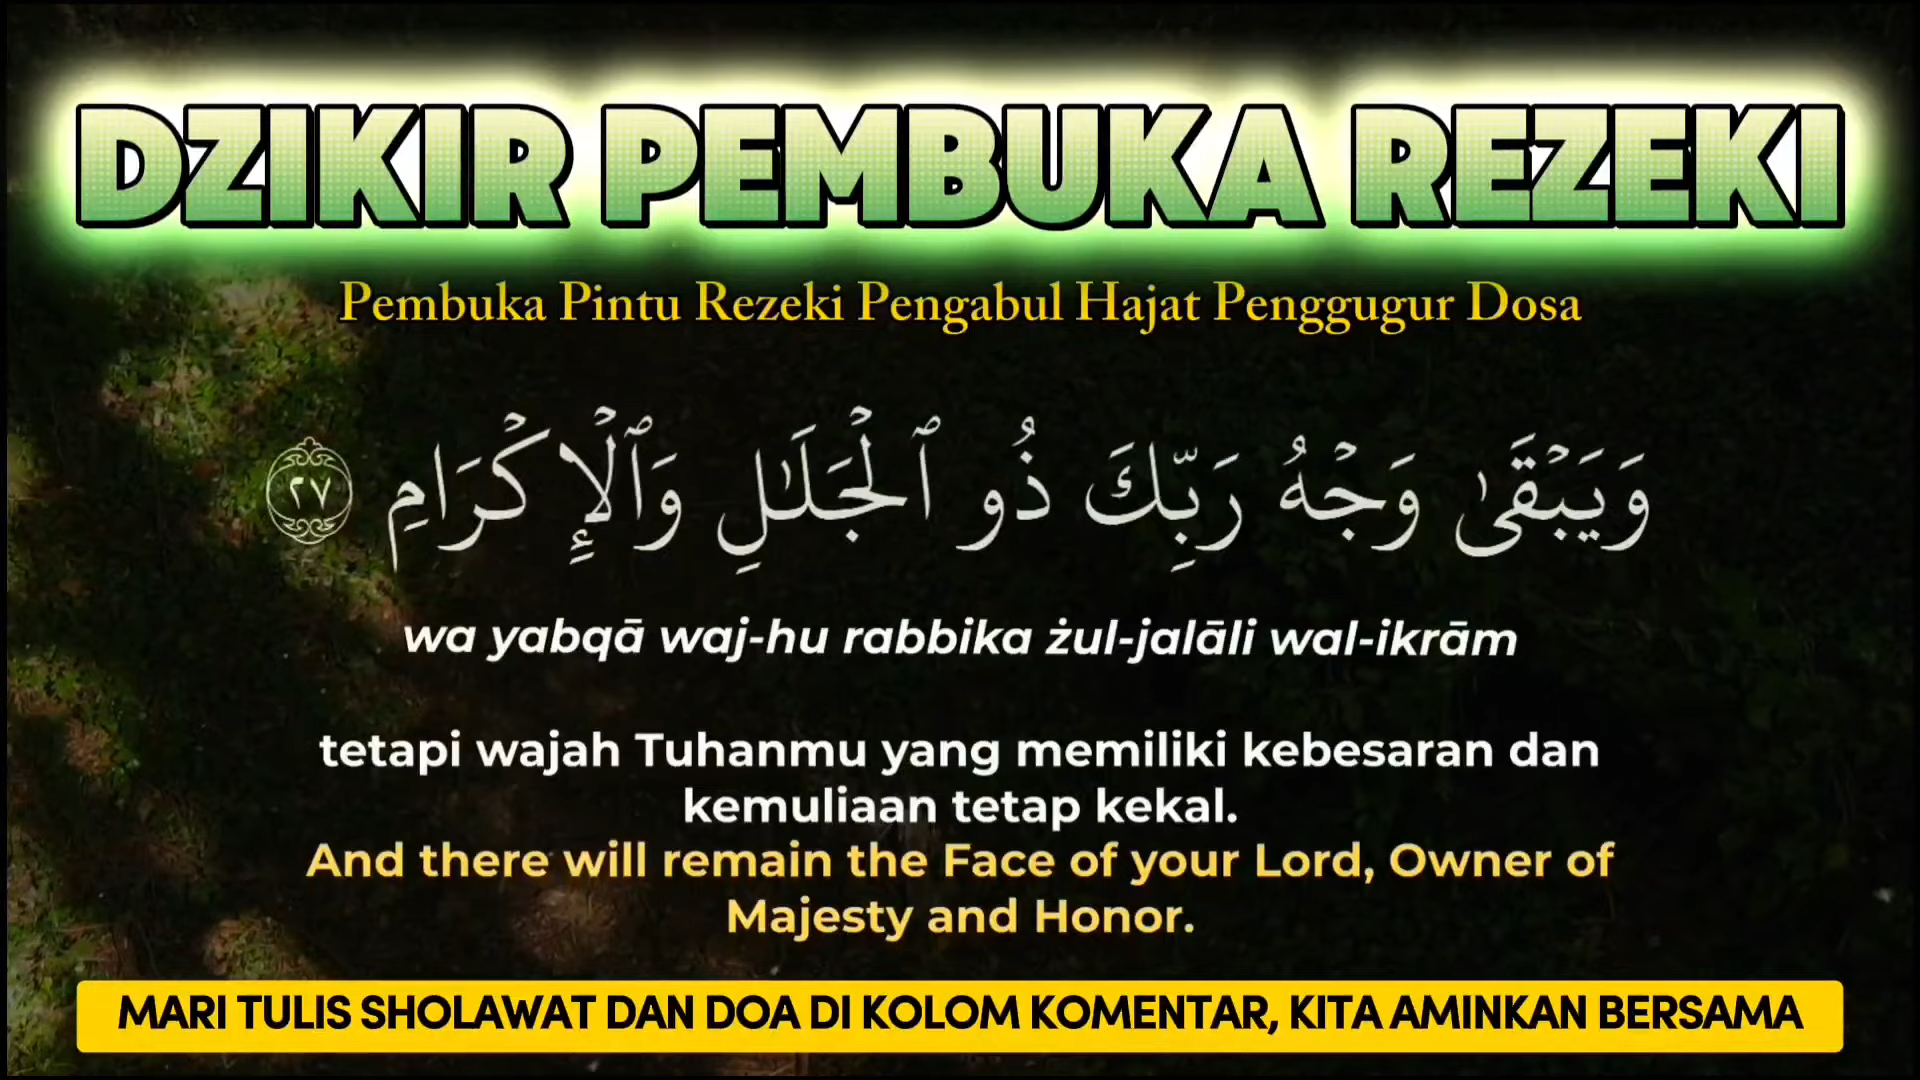 DZIKIR PEMBUKA REZEKI
Pembuka Pintu Rezeki Pengabul Hajat Penggugur Dosa
وَيَبْقَىٰ وَجْهُ رَبِّكَ ذُو ٱلْجَلَـٰلِ وَٱلْإِكْرَامِ ٢٧
wa yabqā waj-hu rabbika żul-jalāli wal-ikrām
tetapi wajah Tuhanmu yang memiliki kebesaran dan
kemuliaan tetap kekal.
And there will remain the Face of your Lord, Owner of
Majesty and Honor.
MARI TULIS SHOLAWAT DAN DOA DI KOLOM KOMENTAR, KITA AMINKAN BERSAMA